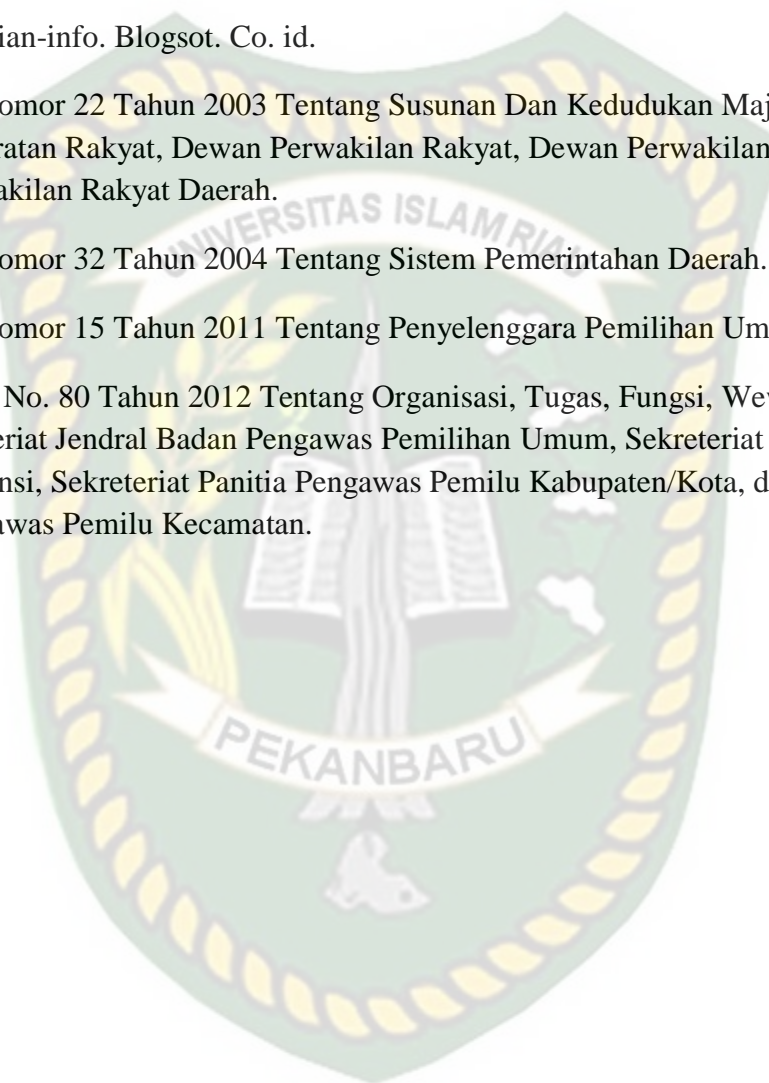 ian-info. Blogsot. Co. id.
omor 22 Tahun 2003 Tentang Susunan Dan Kedudukan Maj
ratan Rakyat, Dewan Perwakilan Rakyat, Dewan Perwakilan
akilan Rakyat Daerah.
UNIVERSITAS ISLAM RIAU
omor 32 Tahun 2004 Tentang Sistem Pemerintahan Daerah.
omor 15 Tahun 2011 Tentang Penyelenggara Pemilihan Um
No. 80 Tahun 2012 Tentang Organisasi, Tugas, Fungsi, Wew
eriat Jendral Badan Pengawas Pemilihan Umum, Sekreteriat
nsi, Sekreteriat Panitia Pengawas Pemilu Kabupaten/Kota, d
awas Pemilu Kecamatan.
PEKANBARU